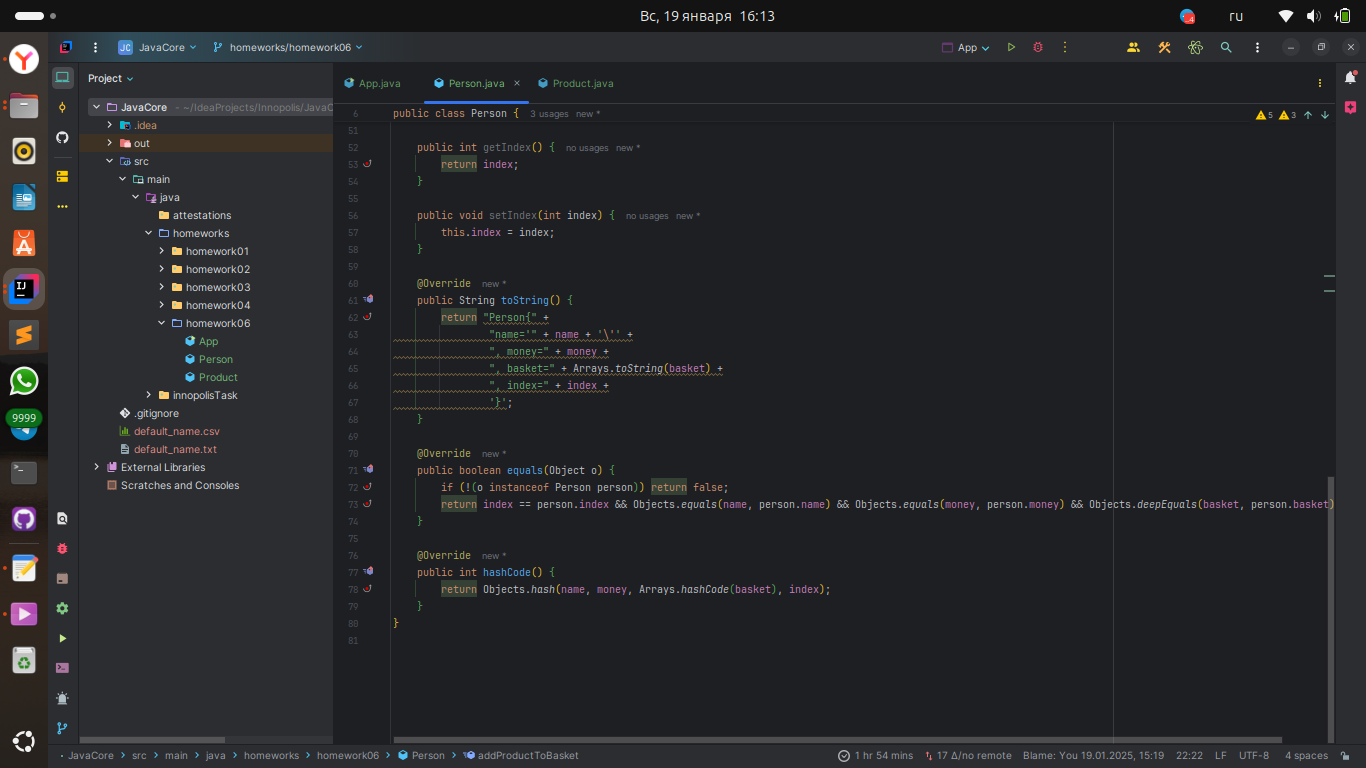 Вс, 19 января 16:13
ru
JC JavaCore homeworks/homework06 App
Project
App.java Person.java Product.java
JavaCore ~/IdeaProjects/Innopolis/JavaC
.idea
out
src
main
java
attestations
homeworks
homework01
homework02
homework03
homework04
homework06
App
Person
Product
innopolisTask
.gitignore
default_name.csv
default_name.txt
External Libraries
Scratches and Consoles
9999
6 public class Person { 3 usages new *
5 3
51
52 public int getIndex() { no usages new *
53 return index;
54 }
55
56 public void setIndex(int index) { no usages new *
57 this.index = index;
58 }
59
60 @Override new *
61 public String toString() {
62 return "Person{" +
63 "name='" + name + '\'' +
64 ", money=" + money +
65 ", basket=" + Arrays.toString(basket) +
66 ", index=" + index +
67 '}';
68 }
69
70 @Override new *
71 public boolean equals(Object o) {
72 if (!(o instanceof Person person)) return false;
73 return index == person.index && Objects.equals(name, person.name) && Objects.equals(money, person.money) && Objects.deepEquals(basket, person.basket)
74 }
75
76 @Override new *
77 public int hashCode() {
78 return Objects.hash(name, money, Arrays.hashCode(basket), index);
79 }
80 }
81
JavaCore > src > main > java > homeworks > homework06 > Person > addProductToBasket
1 hr 54 mins 17 Δ/no remote Blame: You 19.01.2025, 15:19 22:22 LF UTF-8 4 spaces